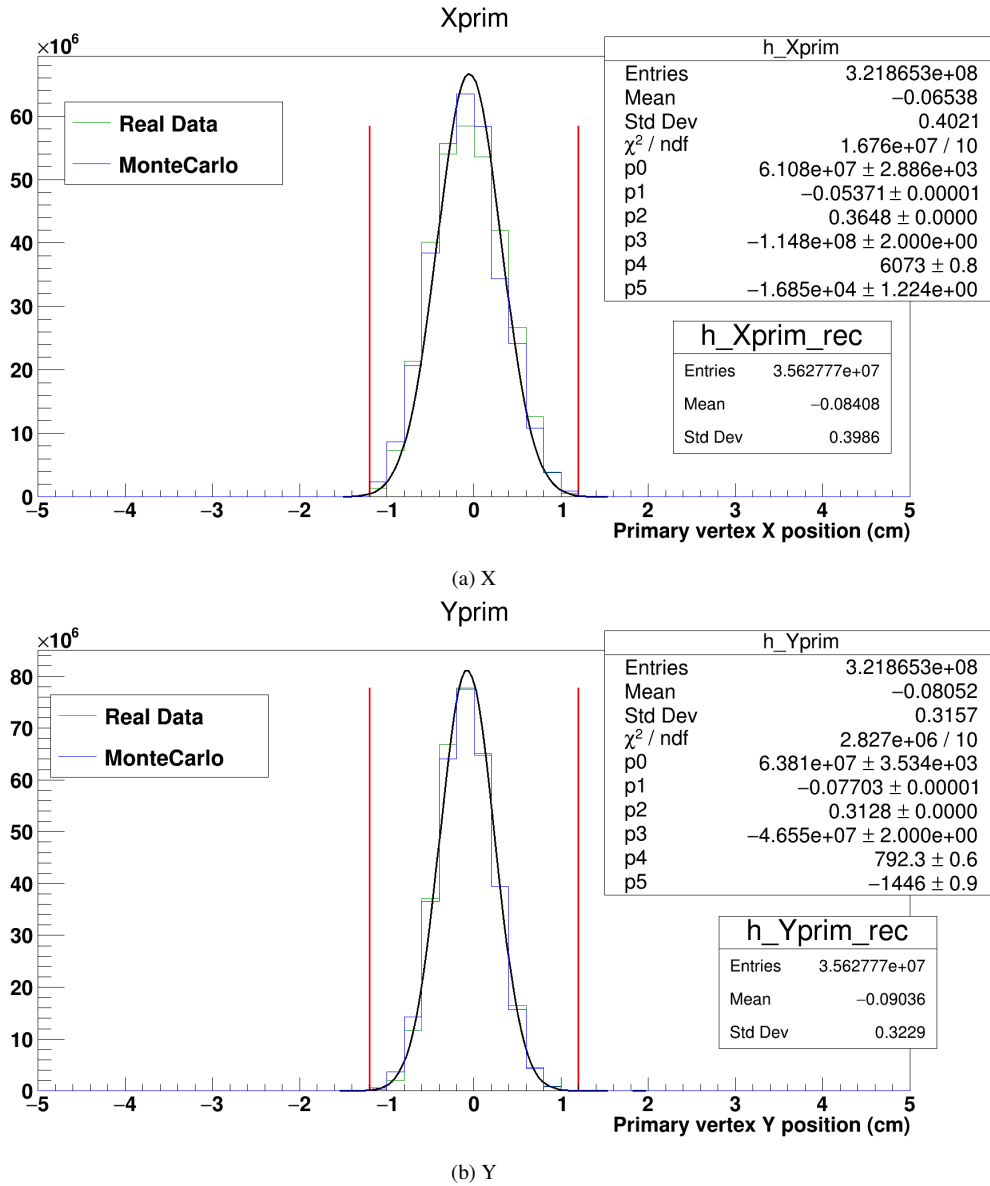 Xprim
×10⁶
h_Xprim
Entries 3.218653e+08
Mean −0.06538
Std Dev 0.4021
χ² / ndf 1.676e+07 / 10
p0 6.108e+07 ± 2.886e+03
p1 −0.05371 ± 0.00001
p2 0.3648 ± 0.0000
p3 −1.148e+08 ± 2.000e+00
p4 6073 ± 0.8
p5 −1.685e+04 ± 1.224e+00
Real Data
MonteCarlo
60
50
40
30
20
10
0
h_Xprim_rec
Entries 3.562777e+07
Mean −0.08408
Std Dev 0.3986
−5 −4 −3 −2 −1 0 1 2 3 4 5
Primary vertex X position (cm)
(a) X
Yprim
×10⁶
h_Yprim
Entries 3.218653e+08
Mean −0.08052
Std Dev 0.3157
χ² / ndf 2.827e+06 / 10
p0 6.381e+07 ± 3.534e+03
p1 −0.07703 ± 0.00001
p2 0.3128 ± 0.0000
p3 −4.655e+07 ± 2.000e+00
p4 792.3 ± 0.6
p5 −1446 ± 0.9
Real Data
MonteCarlo
80
70
60
50
40
30
20
10
0
h_Yprim_rec
Entries 3.562777e+07
Mean −0.09036
Std Dev 0.3229
−5 −4 −3 −2 −1 0 1 2 3 4 5
Primary vertex Y position (cm)
(b) Y